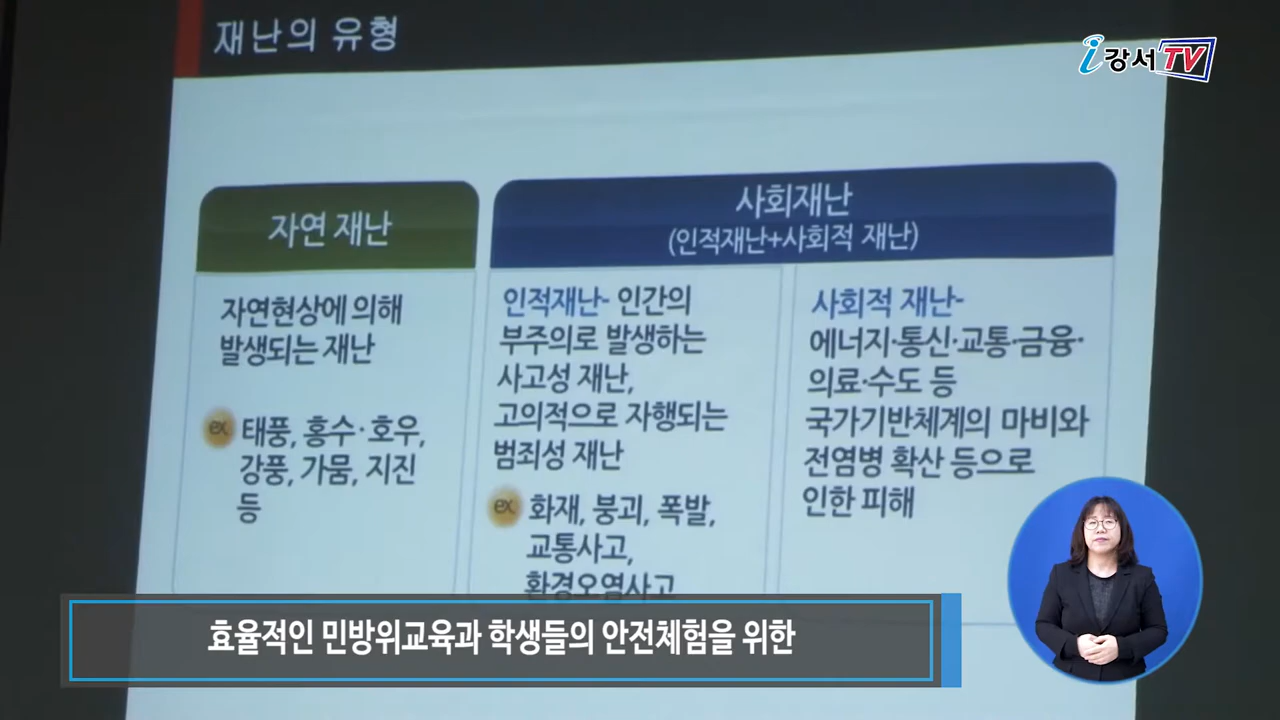 재난의 유형
i강서TV
자연 재난
자연현상에 의해
발생되는 재난
ex 태풍, 홍수·호우,
강풍, 가뭄, 지진
등
사회재난
(인적재난+사회적 재난)
인적재난- 인간의
부주의로 발생하는
사고성 재난,
고의적으로 자행되는
범죄성 재난
ex 화재, 붕괴, 폭발,
교통사고,
환경오염사고
사회적 재난-
에너지·통신·교통·금융·
의료·수도 등
국가기반체계의 마비와
전염병 확산 등으로
인한 피해
효율적인 민방위교육과 학생들의 안전체험을 위한